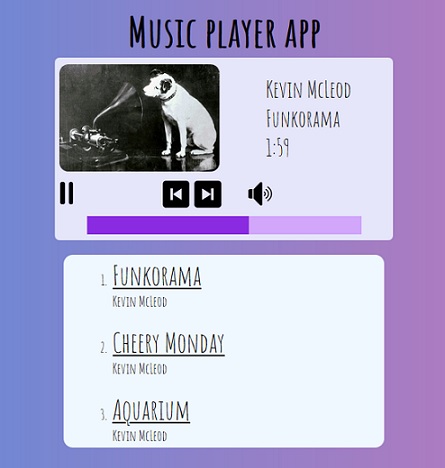 Music player app
Kevin McLeod
Funkorama
1:59
1. Funkorama
Kevin McLeod
2. Cheery Monday
Kevin McLeod
3. Aquarium
Kevin McLeod